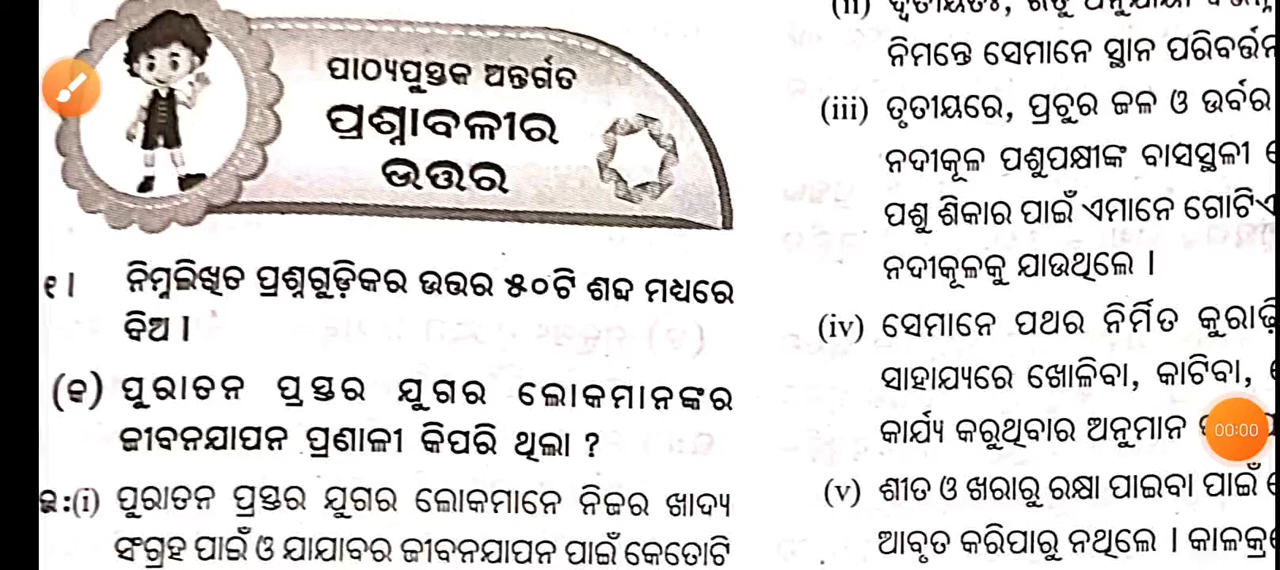 ପାଠ୍ୟପୁସ୍ତକ ଅନ୍ତର୍ଗତ
ପ୍ରଶ୍ନାବଳୀର
ଉତ୍ତର
୧। ନିମ୍ନଲିଖିତ ପ୍ରଶ୍ନଗୁଡ଼ିକର ଉତ୍ତର ୫୦ଟି ଶବ୍ଦ ମଧ୍ୟରେ
ଦିଅ ।
(କ) ପୁରାତନ ପ୍ରସ୍ତର ଯୁଗର ଲୋକମାନଙ୍କର
ଜୀବନଯାପନ ପ୍ରଣାଳୀ କିପରି ଥିଲା ?
ଉ:(i) ପୁରାତନ ପ୍ରସ୍ତର ଯୁଗର ଲୋକମାନେ ନିଜର ଖାଦ୍ୟ
ସଂଗ୍ରହ ପାଇଁ ଓ ଯାଯାବର ଜୀବନଯାପନ ପାଇଁ କେତୋଟି
(ii)
ନିମନ୍ତେ ସେମାନେ ସ୍ଥାନ ପରିବର୍ତ୍ତନ
(iii) ତୃତୀୟରେ, ପ୍ରଚୁର ଜଳ ଓ ଉର୍ବର
ନଦୀକୂଳ ପଶୁପକ୍ଷୀଙ୍କ ବାସସ୍ଥଳୀ
ପଶୁ ଶିକାର ପାଇଁ ଏମାନେ ଗୋଟିଏ
ନଦୀକୂଳକୁ ଯାଉଥିଲେ ।
(iv) ସେମାନେ ପଥର ନିର୍ମିତ କୁରାଢ଼ି
ସାହାଯ୍ୟରେ ଖୋଳିବା, କାଟିବା,
କାର୍ଯ୍ୟ କରୁଥିବାର ଅନୁମାନ
00:00
(v) ଶୀତ ଓ ଖରାରୁ ରକ୍ଷା ପାଇବା ପାଇଁ
ଆବୃତ କରିପାରୁ ନଥିଲେ ।